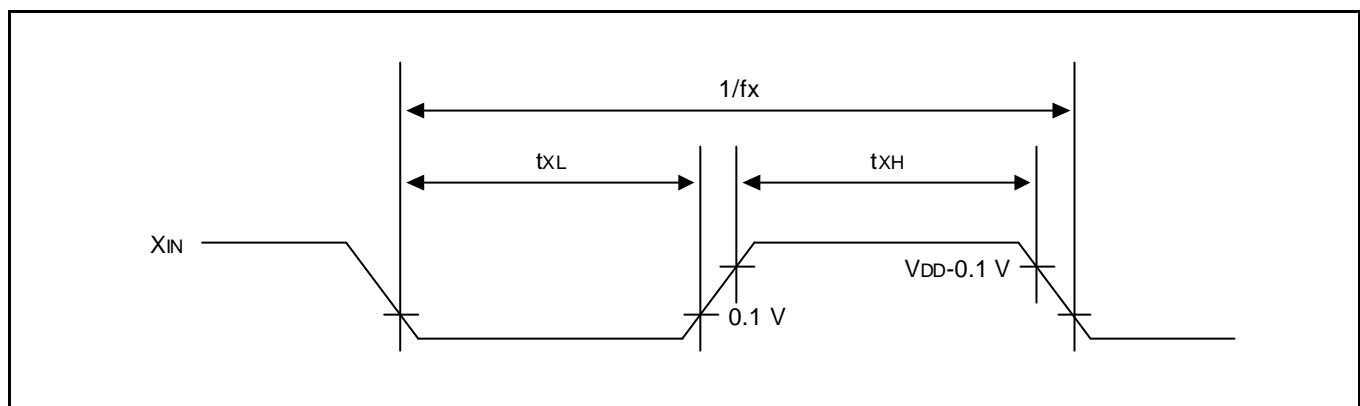 1/fx
tXL
tXH
XIN
VDD-0.1 V
0.1 V